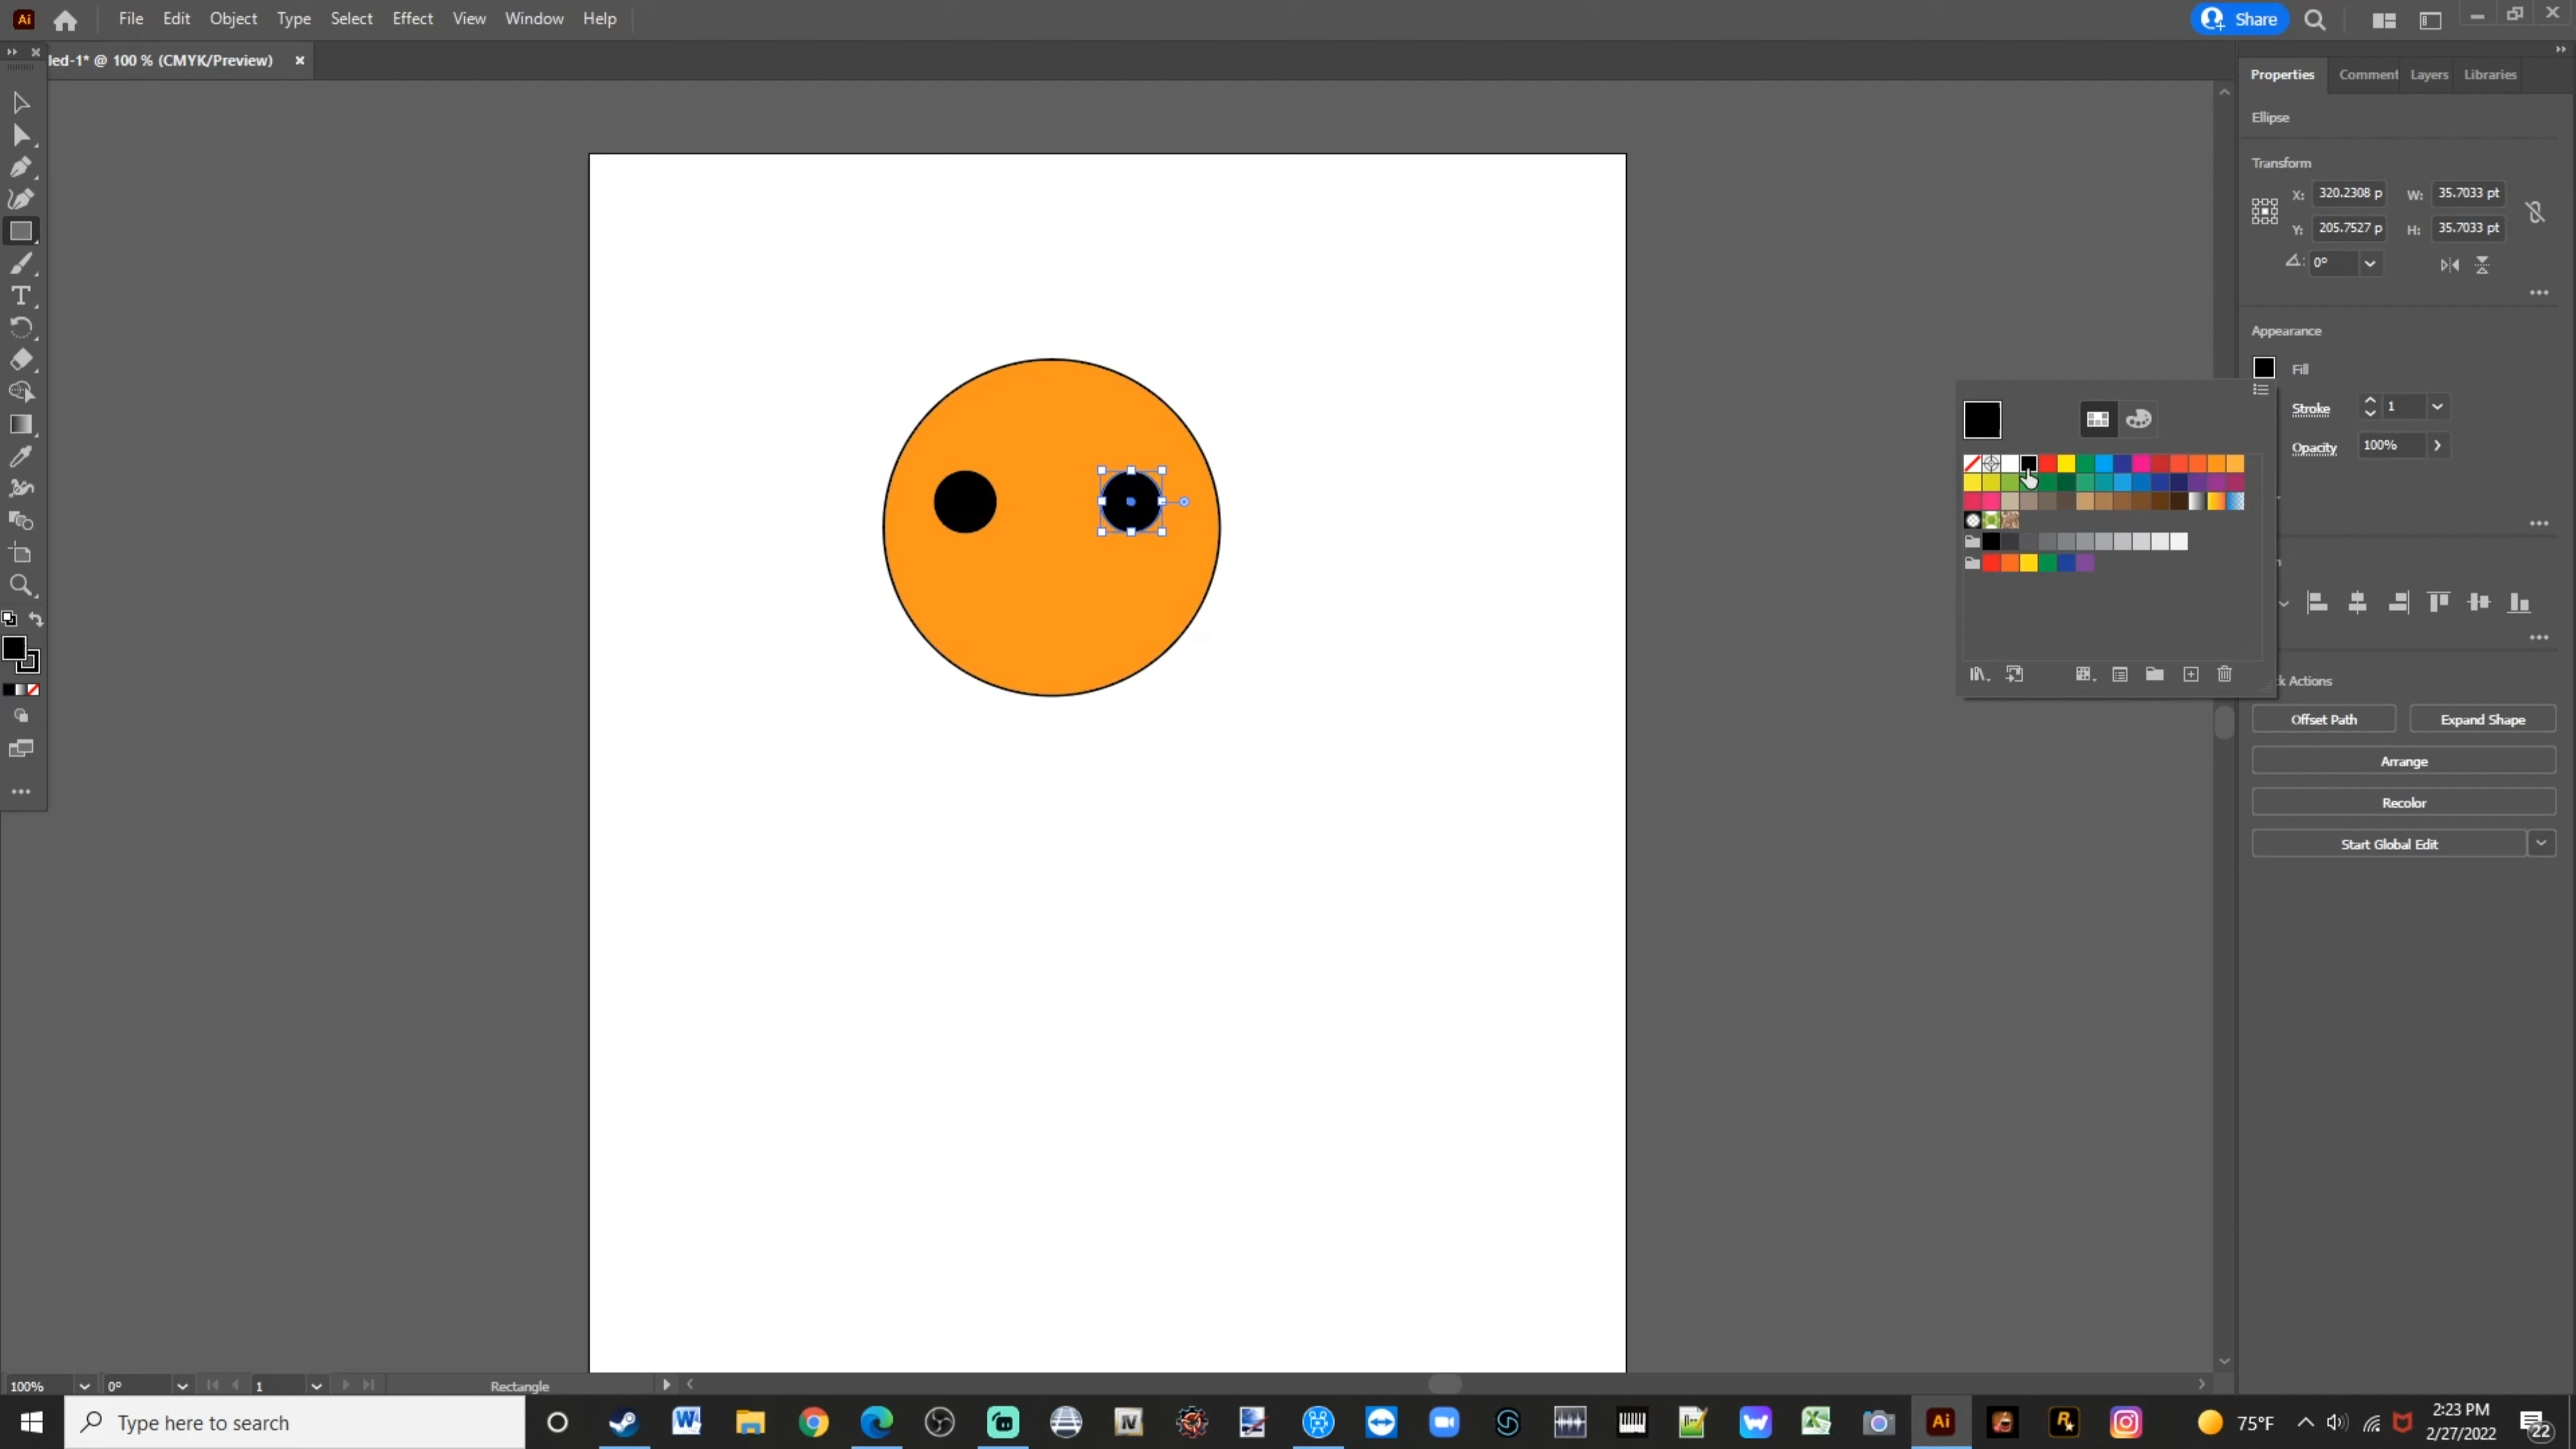 Ai File Edit Object Type Select Effect View Window Help Share
led-1* @ 100 % (CMYK/Preview) ×
Properties Comment Layers Libraries
Ellipse
Transform
X: 320.2308 p W: 35.7033 pt
Y: 205.7527 p H: 35.7033 pt
0°
Appearance
Fill
Stroke 1
Opacity 100%
k Actions
Offset Path Expand Shape
Arrange
Recolor
Start Global Edit
100% 0° 1 Rectangle
Type here to search
Ai 75°F 2:23 PM
2/27/2022 22